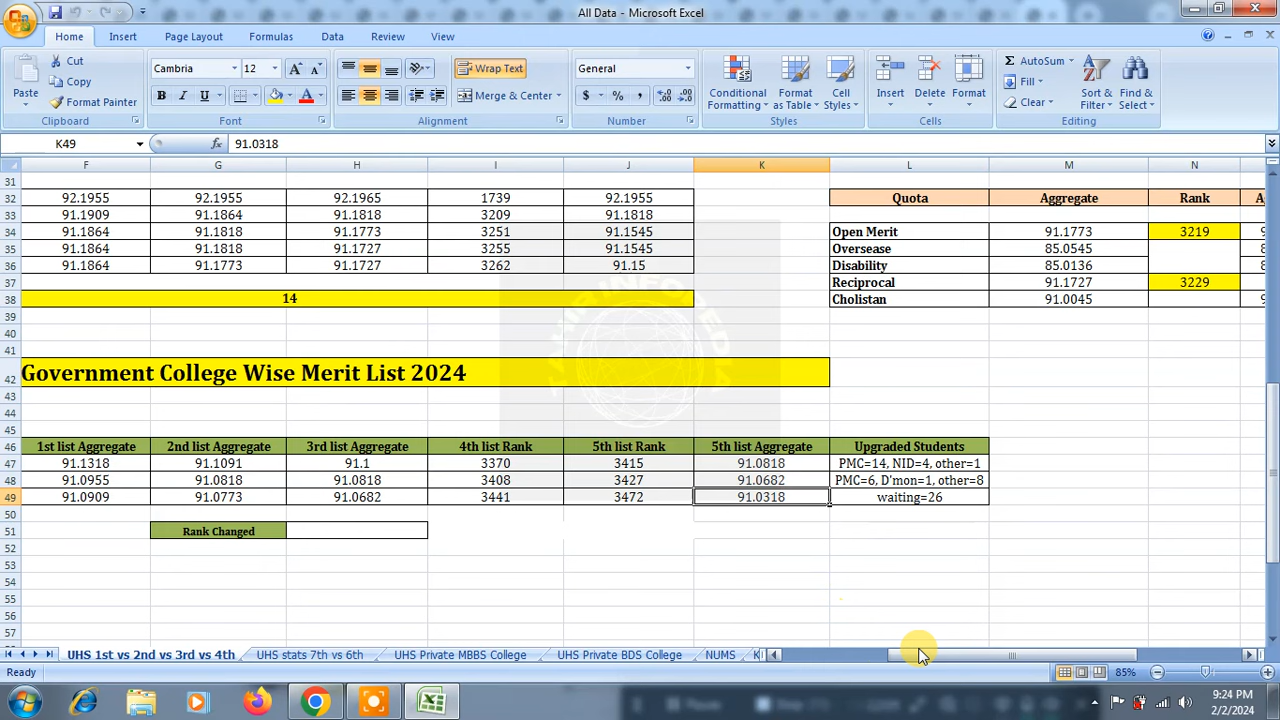 All Data - Microsoft Excel
Home Insert Page Layout Formulas Data Review View
Paste Cut Copy Format Painter Clipboard
Cambria 12 B I U A A A Font
Wrap Text Merge & Center Alignment
General $ % , Number
Conditional Formatting Format as Table Cell Styles Styles
Insert Delete Format Cells
Σ AutoSum Fill Clear Sort & Filter Find & Select Editing
K49 fx 91.0318
F G H I J K L M N
31
32 92.1955 92.1955 92.1965 1739 92.1955 Quota Aggregate Rank A
33 91.1909 91.1864 91.1818 3209 91.1818
34 91.1864 91.1818 91.1773 3251 91.1545 Open Merit 91.1773 3219 9
35 91.1864 91.1818 91.1727 3255 91.1545 Oversease 85.0545 8
36 91.1864 91.1773 91.1727 3262 91.15 Disability 85.0136 8
37 Reciprocal 91.1727 3229
38 14 Cholistan 91.0045 9
39
40
41
42 Government College Wise Merit List 2024
43
44
45
46 1st list Aggregate 2nd list Aggregate 3rd list Aggregate 4th list Rank 5th list Rank 5th list Aggregate Upgraded Students
47 91.1318 91.1091 91.1 3370 3415 91.0818 PMC=14, NID=4, other=1
48 91.0955 91.0818 91.0818 3408 3427 91.0682 PMC=6, D'mon=1, other=8
49 91.0909 91.0773 91.0682 3441 3472 91.0318 waiting=26
50
51 Rank Changed
52
53
54
55
56
57
UHS 1st vs 2nd vs 3rd vs 4th UHS stats 7th vs 6th UHS Private MBBS College UHS Private BDS College NUMS K
Ready 85%
9:24 PM
2/2/2024